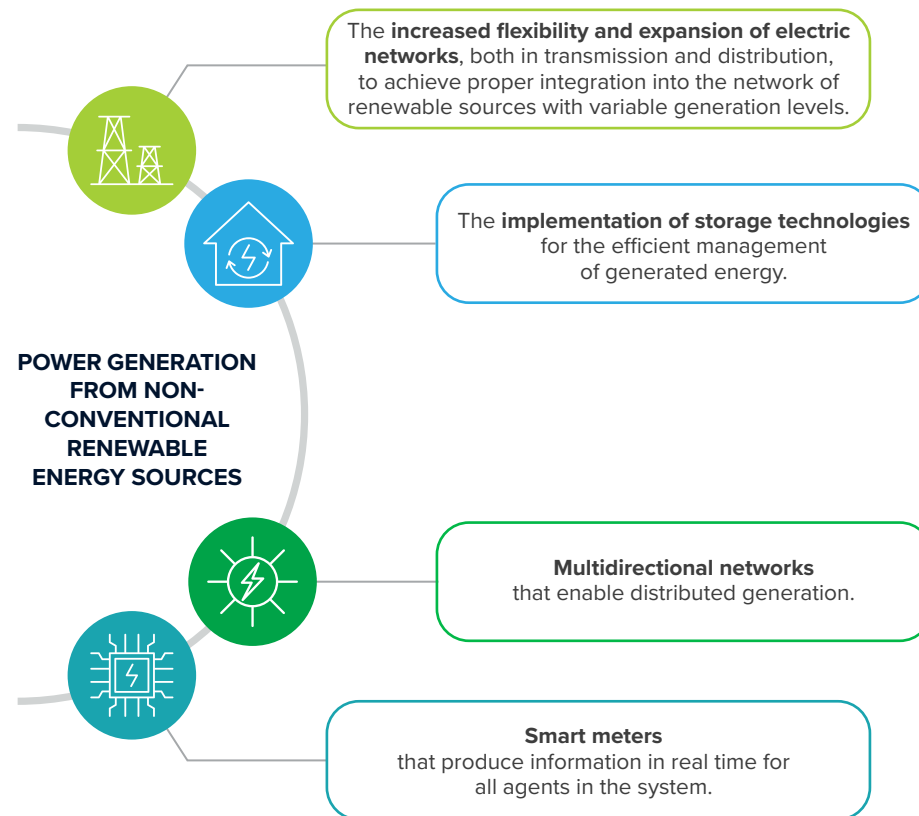 The increased flexibility and expansion of electric
networks, both in transmission and distribution,
to achieve proper integration into the network of
renewable sources with variable generation levels.
The implementation of storage technologies
for the efficient management
of generated energy.
POWER GENERATION
FROM NON-
CONVENTIONAL
RENEWABLE
ENERGY SOURCES
Multidirectional networks
that enable distributed generation.
Smart meters
that produce information in real time for
all agents in the system.